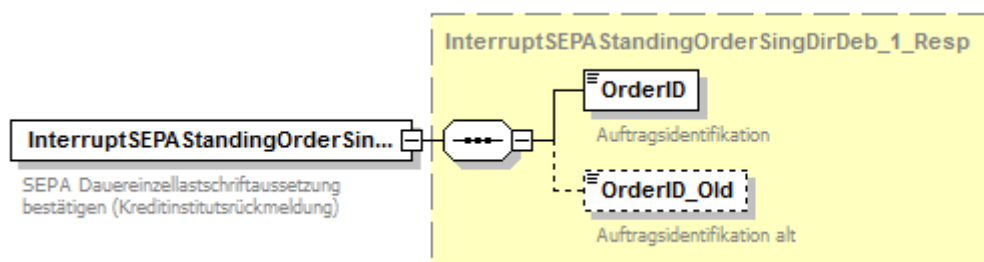 InterruptSEPAStandingOrderSingDirDeb_1_Resp
OrderID
Auftragsidentifikation
InterruptSEPAStandingOrderSin...
SEPA Dauereinzellastschriftaussetzung
bestätigen (Kreditinstitutsrückmeldung)
OrderID_Old
Auftragsidentifikation alt